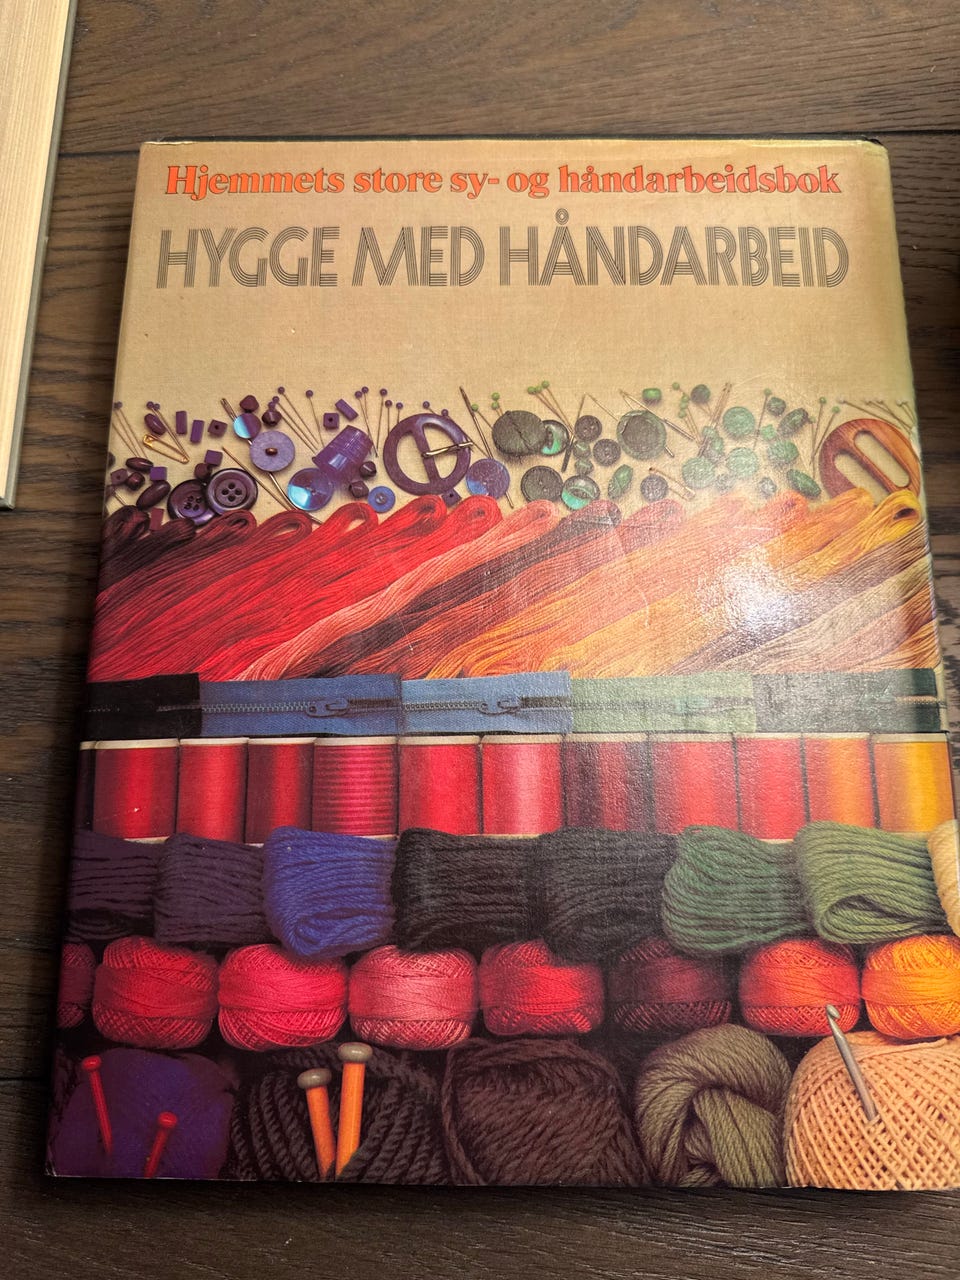 Hjemmets store sy- og håndarbeidsbok
HYGGE MED HÅNDARBEID